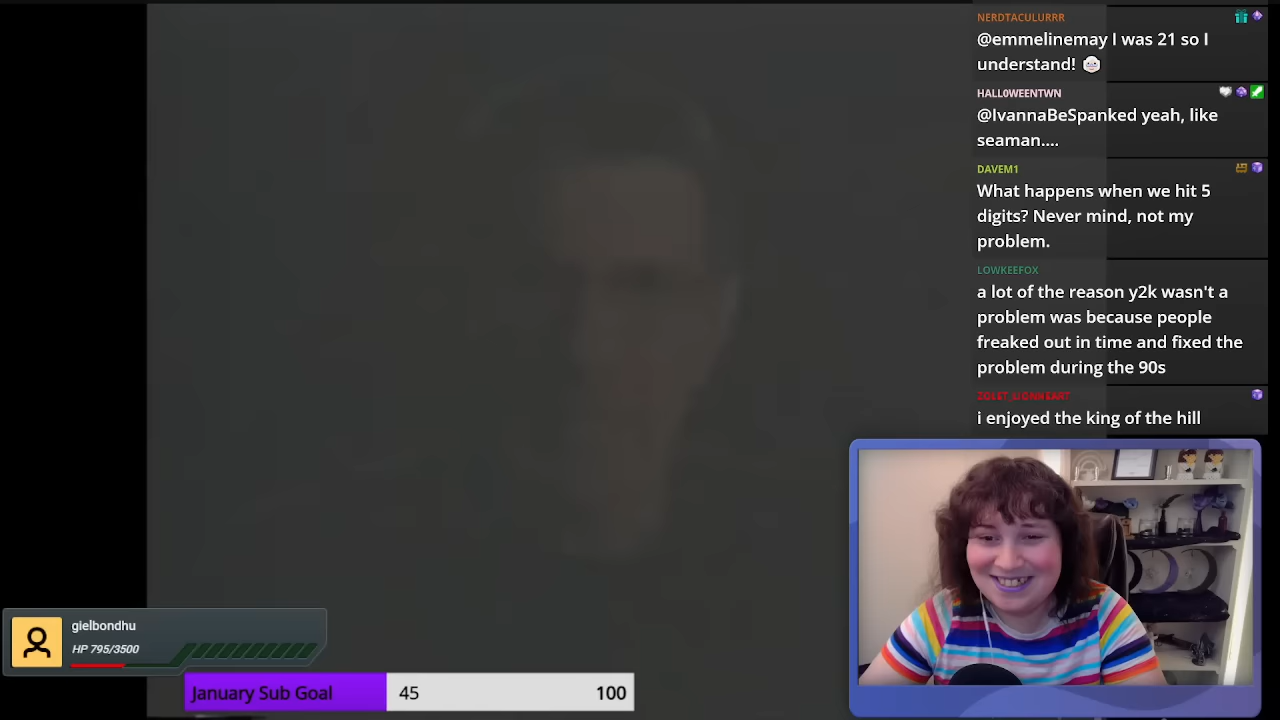 NERDTACULURRR
@emmelinemay I was 21 so I
understand!
HALL0WEENTWN
@IvannaBeSpanked yeah, like
seaman....
DAVEM1
What happens when we hit 5
digits? Never mind, not my
problem.
LOWKEEFOX
a lot of the reason y2k wasn't a
problem was because people
freaked out in time and fixed the
problem during the 90s
i enjoyed the king of the hill
gielbondhu
HP 795/3500
January Sub Goal 45 100